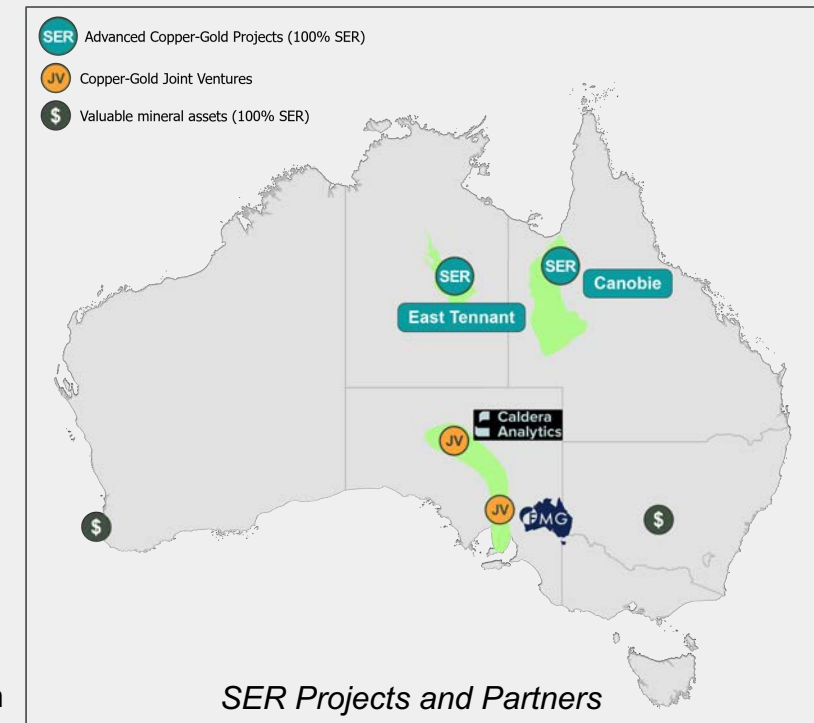 SER Advanced Copper-Gold Projects (100% SER)
JV Copper-Gold Joint Ventures
$ Valuable mineral assets (100% SER)
SER
SER
Canobie
East Tennant
Caldera
Analytics
JV
JV
FMG
$
$
n
SER Projects and Partners